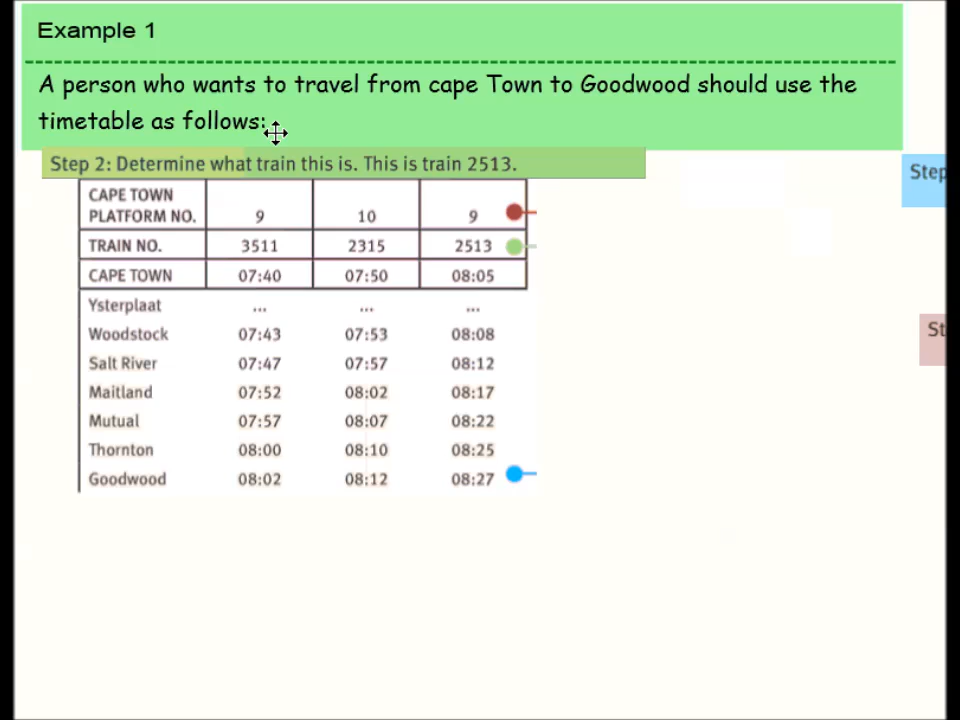 Example 1
A person who wants to travel from cape Town to Goodwood should use the
timetable as follows:
Step 2: Determine what train this is. This is train 2513.
Step
CAPE TOWN
PLATFORM NO. 9 10 9
TRAIN NO. 3511 2315 2513
CAPE TOWN 07:40 07:50 08:05
Ysterplaat ... ... ...
Woodstock 07:43 07:53 08:08
St
Salt River 07:47 07:57 08:12
Maitland 07:52 08:02 08:17
Mutual 07:57 08:07 08:22
Thornton 08:00 08:10 08:25
Goodwood 08:02 08:12 08:27